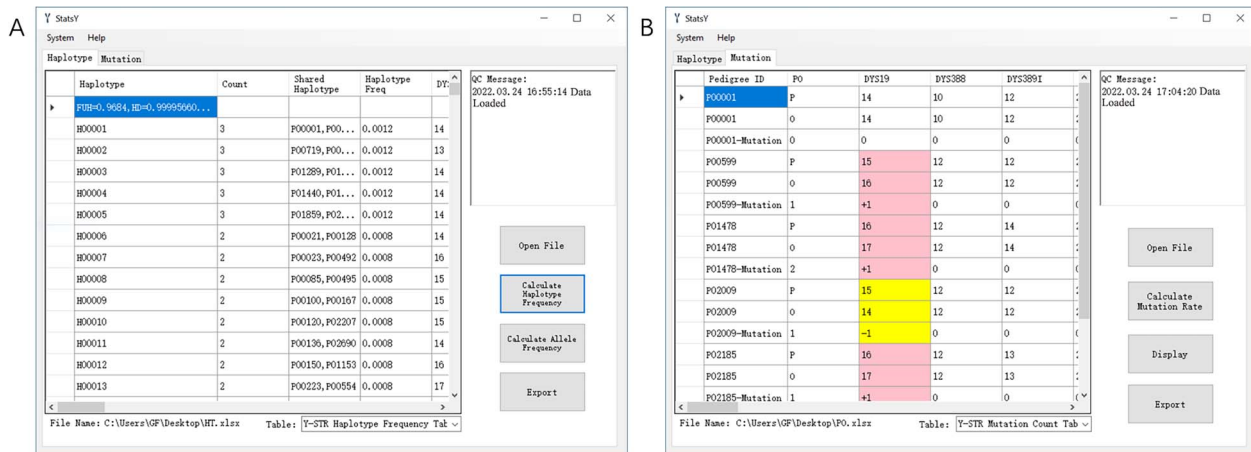 A
StatsY
System Help
Haplotype Mutation
Haplotype Count Shared Haplotype Haplotype Freq DY
FUH=0.9684, HD=0.99995660...
H00001 3 P00001, P00... 0.0012 14
H00002 3 P00719, P00... 0.0012 13
H00003 3 P01289, P01... 0.0012 14
H00004 3 P01440, P01... 0.0012 14
H00005 3 P01859, P02... 0.0012 14
H00006 2 P00021, P00128 0.0008 14
H00007 2 P00023, P00492 0.0008 16
H00008 2 P00085, P00495 0.0008 15
H00009 2 P00100, P00167 0.0008 15
H00010 2 P00120, P02207 0.0008 15
H00011 2 P00136, P02690 0.0008 14
H00012 2 P00150, P01153 0.0008 16
H00013 2 P00223, P00554 0.0008 17
QC Message:
2022.03.24 16:55:14 Data
Loaded
Open File
Calculate
Haplotype
Frequency
Calculate Allele
Frequency
Export
File Name: C:\Users\GF\Desktop\HT.xlsx Table: Y-STR Haplotype Frequency Tab
B
StatsY
System Help
Haplotype Mutation
Pedigree ID PO DYS19 DYS388 DYS389I
P00001 P 14 10 12
P00001 O 14 10 12
P00001-Mutation 0 0 0 0
P00599 P 15 12 12
P00599 O 16 12 12
P00599-Mutation 1 +1 0 0
P01478 P 16 12 14
P01478 O 17 12 14
P01478-Mutation 2 +1 0 0
P02009 P 15 12 12
P02009 O 14 12 12
P02009-Mutation 1 -1 0 0
P02185 P 16 12 13
P02185 O 17 12 13
P02185-Mutation 1 +1 0 0
QC Message:
2022.03.24 17:04:20 Data
Loaded
Open File
Calculate
Mutation Rate
Display
Export
File Name: C:\Users\GF\Desktop\PO.xlsx Table: Y-STR Mutation Count Tab